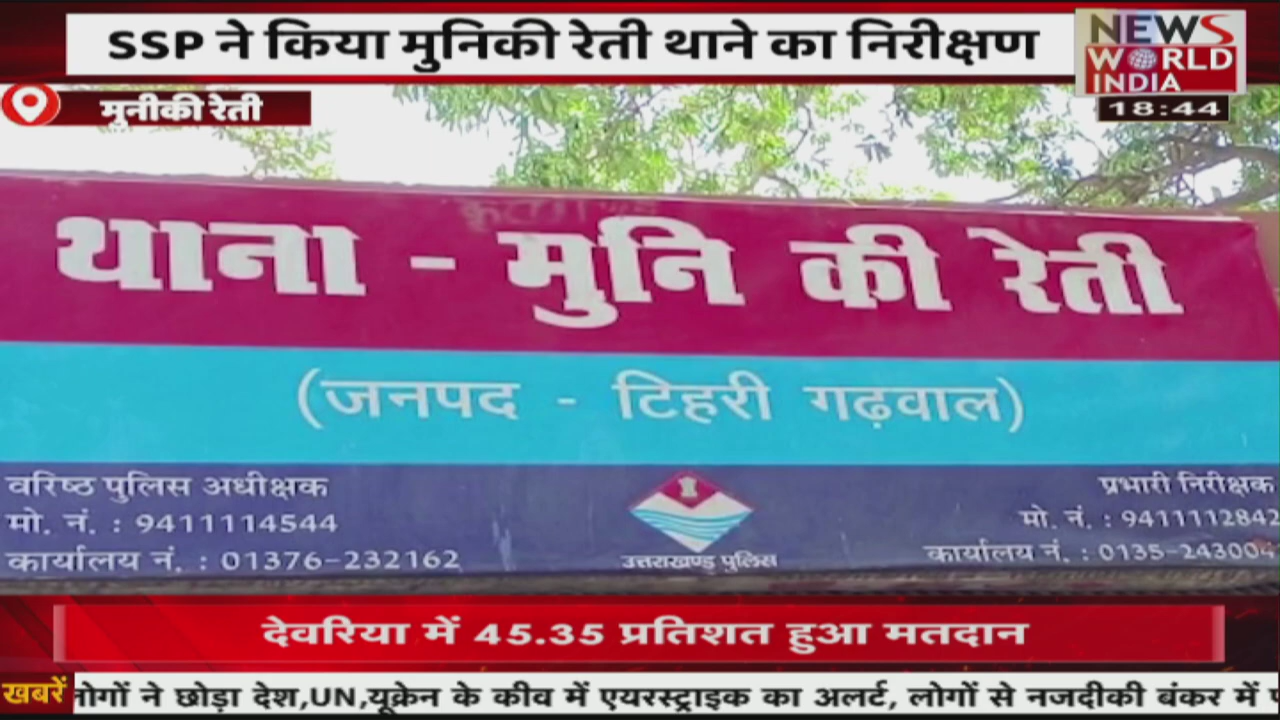 SSP ने किया मुनिकी रेती थाने का निरीक्षण
NEWS
WORLD
INDIA
18:44
मुनीकी रेती
थाना - मुनि की रेती
(जनपद - टिहरी गढ़वाल)
वरिष्ठ पुलिस अधीक्षक
मो. नं. : 9411114544
कार्यालय नं. : 01376-232162
उत्तराखण्ड पुलिस
प्रभारी निरीक्षक
मो. नं. : 9411112842
कार्यालय नं. : 0135-243004
देवरिया में 45.35 प्रतिशत हुआ मतदान
खबरें
ने छोड़ा देश,UN,यूक्रेन के कीव में एयरस्ट्राइक का अलर्ट, लोगों से नजदीकी बंकर में